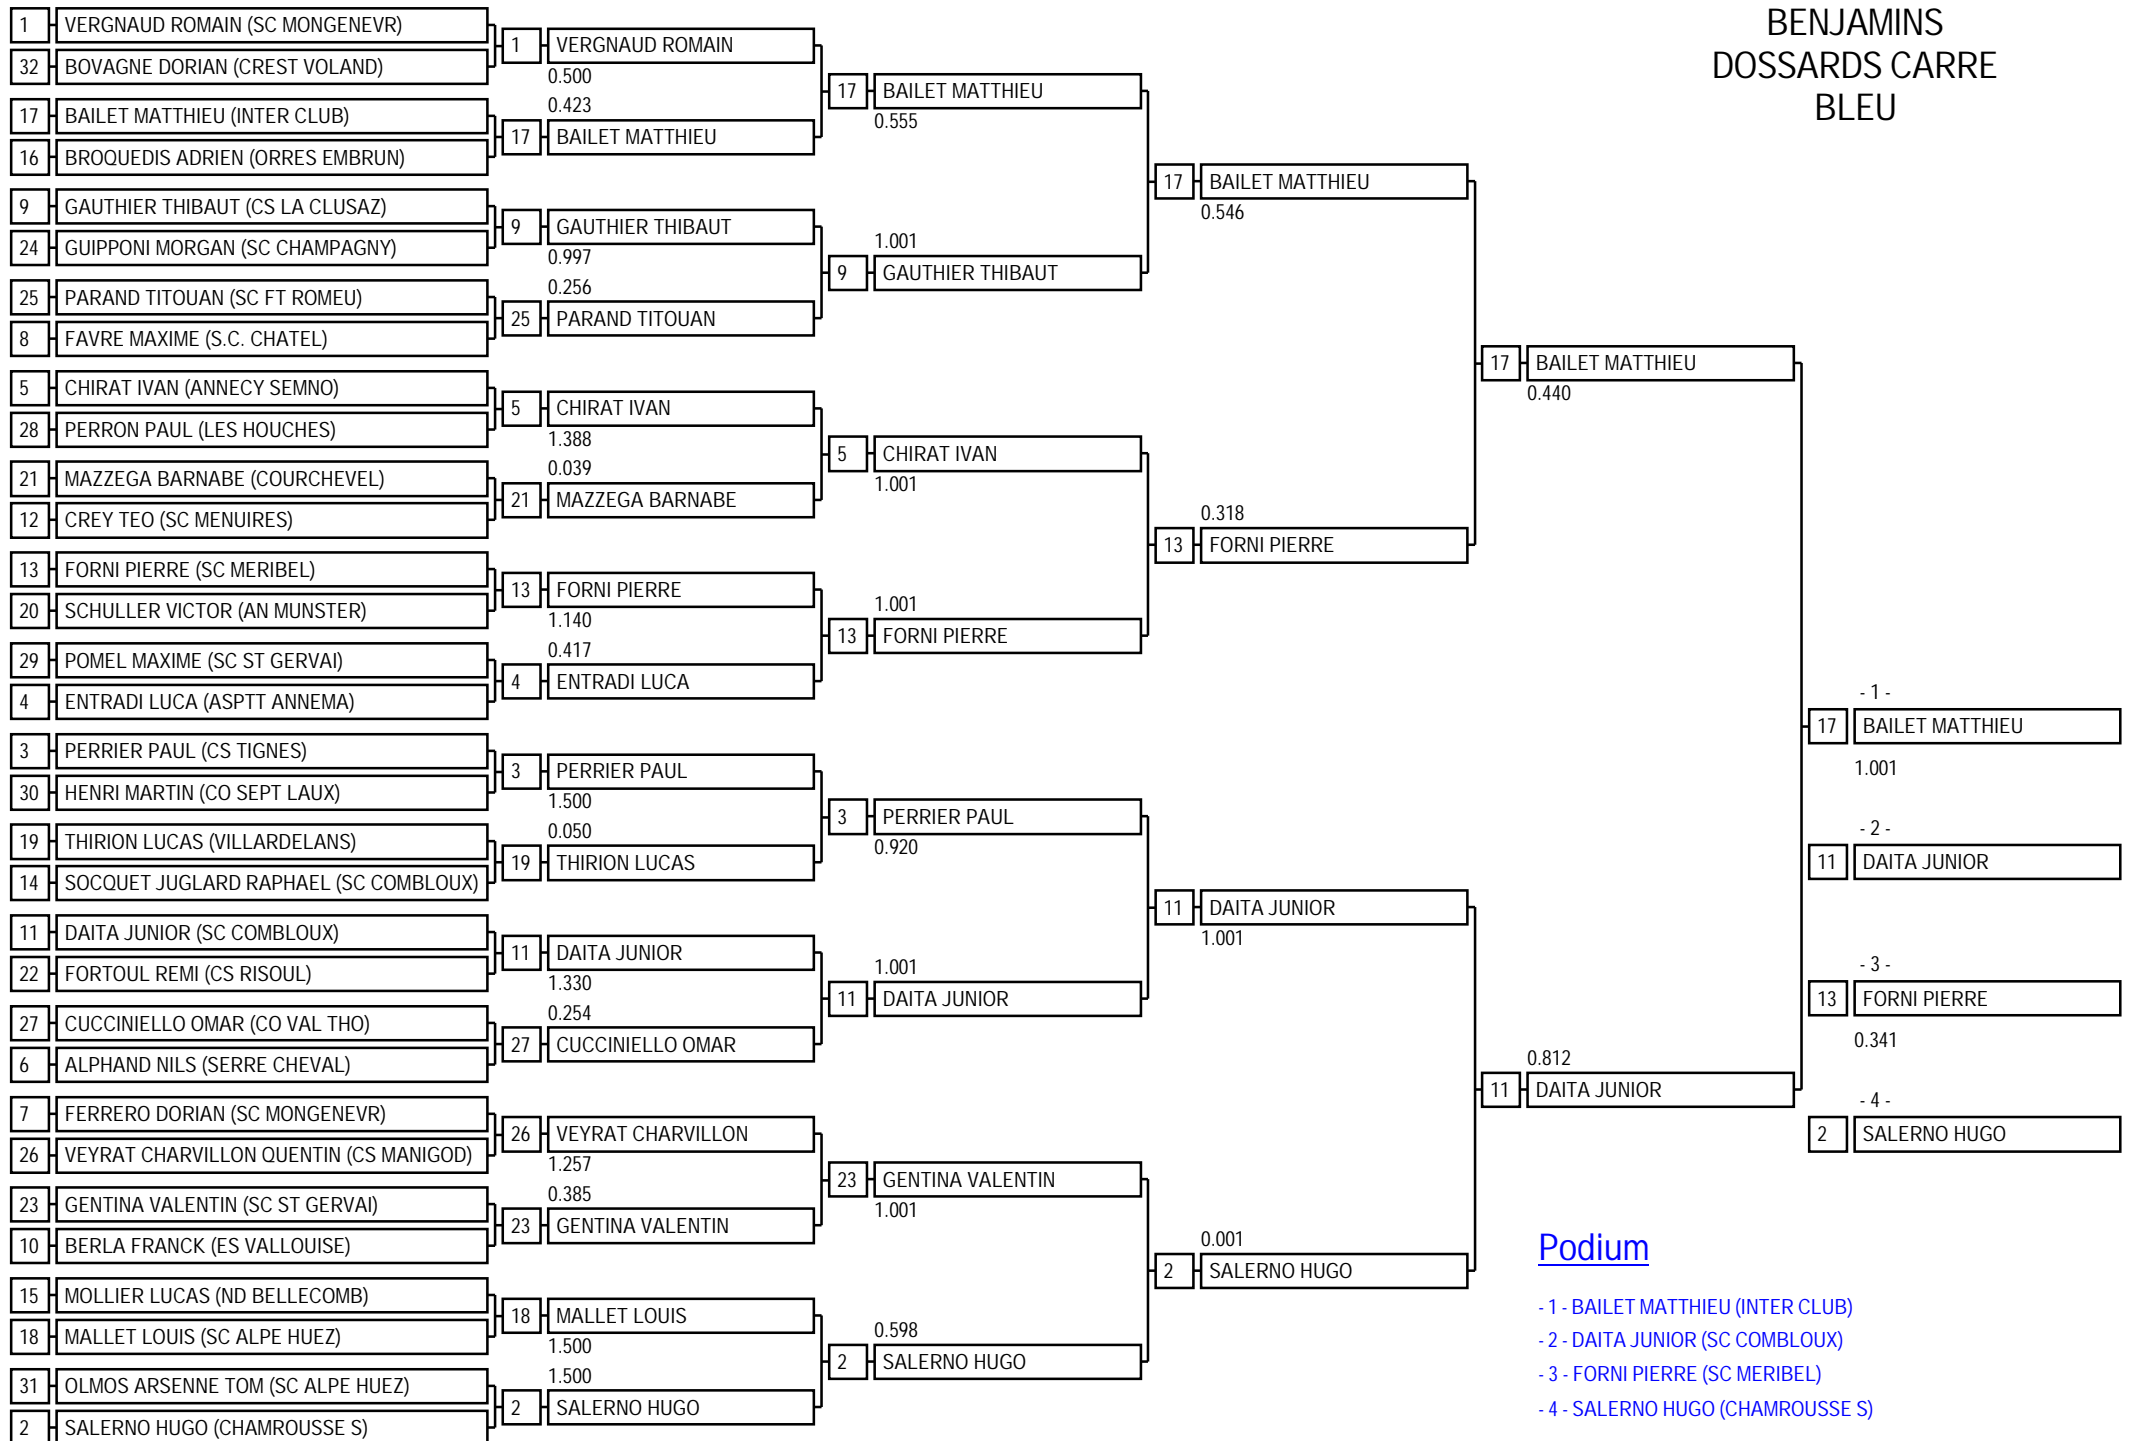 BENJAMINS
DOSSARDS CARRE
BLEU
1 VERGNAUD ROMAIN (SC MONGENEVR)
32 BOVAGNE DORIAN (CREST VOLAND)
17 BAILET MATTHIEU (INTER CLUB)
16 BROQUEDIS ADRIEN (ORRES EMBRUN)
9 GAUTHIER THIBAUT (CS LA CLUSAZ)
24 GUIPPONI MORGAN (SC CHAMPAGNY)
25 PARAND TITOUAN (SC FT ROMEU)
8 FAVRE MAXIME (S.C. CHATEL)
5 CHIRAT IVAN (ANNECY SEMNO)
28 PERRON PAUL (LES HOUCHES)
21 MAZZEGA BARNABE (COURCHEVEL)
12 CREY TEO (SC MENUIRES)
13 FORNI PIERRE (SC MERIBEL)
20 SCHULLER VICTOR (AN MUNSTER)
29 POMEL MAXIME (SC ST GERVAI)
4 ENTRADI LUCA (ASPTT ANNEMA)
3 PERRIER PAUL (CS TIGNES)
30 HENRI MARTIN (CO SEPT LAUX)
19 THIRION LUCAS (VILLARDELANS)
14 SOCQUET JUGLARD RAPHAEL (SC COMBLOUX)
11 DAITA JUNIOR (SC COMBLOUX)
22 FORTOUL REMI (CS RISOUL)
27 CUCCINIELLO OMAR (CO VAL THO)
6 ALPHAND NILS (SERRE CHEVAL)
7 FERRERO DORIAN (SC MONGENEVR)
26 VEYRAT CHARVILLON QUENTIN (CS MANIGOD)
23 GENTINA VALENTIN (SC ST GERVAI)
10 BERLA FRANCK (ES VALLOUISE)
15 MOLLIER LUCAS (ND BELLECOMB)
18 MALLET LOUIS (SC ALPE HUEZ)
31 OLMOS ARSENNE TOM (SC ALPE HUEZ)
2 SALERNO HUGO (CHAMROUSSE S)
1 VERGNAUD ROMAIN
0.500
0.423
17 BAILET MATTHIEU
9 GAUTHIER THIBAUT
0.997
0.256
25 PARAND TITOUAN
5 CHIRAT IVAN
1.388
0.039
21 MAZZEGA BARNABE
13 FORNI PIERRE
1.140
0.417
4 ENTRADI LUCA
3 PERRIER PAUL
1.500
0.050
19 THIRION LUCAS
11 DAITA JUNIOR
1.330
0.254
27 CUCCINIELLO OMAR
26 VEYRAT CHARVILLON
1.257
0.385
23 GENTINA VALENTIN
18 MALLET LOUIS
1.500
1.500
2 SALERNO HUGO
17 BAILET MATTHIEU
0.555
1.001
9 GAUTHIER THIBAUT
5 CHIRAT IVAN
1.001
1.001
13 FORNI PIERRE
3 PERRIER PAUL
0.920
1.001
11 DAITA JUNIOR
23 GENTINA VALENTIN
1.001
0.598
2 SALERNO HUGO
17 BAILET MATTHIEU
0.546
0.318
13 FORNI PIERRE
11 DAITA JUNIOR
1.001
0.001
2 SALERNO HUGO
17 BAILET MATTHIEU
0.440
0.812
11 DAITA JUNIOR
- 1 -
17 BAILET MATTHIEU
1.001
- 2 -
11 DAITA JUNIOR
- 3 -
13 FORNI PIERRE
0.341
- 4 -
2 SALERNO HUGO
Podium
- 1 - BAILET MATTHIEU (INTER CLUB)
- 2 - DAITA JUNIOR (SC COMBLOUX)
- 3 - FORNI PIERRE (SC MERIBEL)
- 4 - SALERNO HUGO (CHAMROUSSE S)